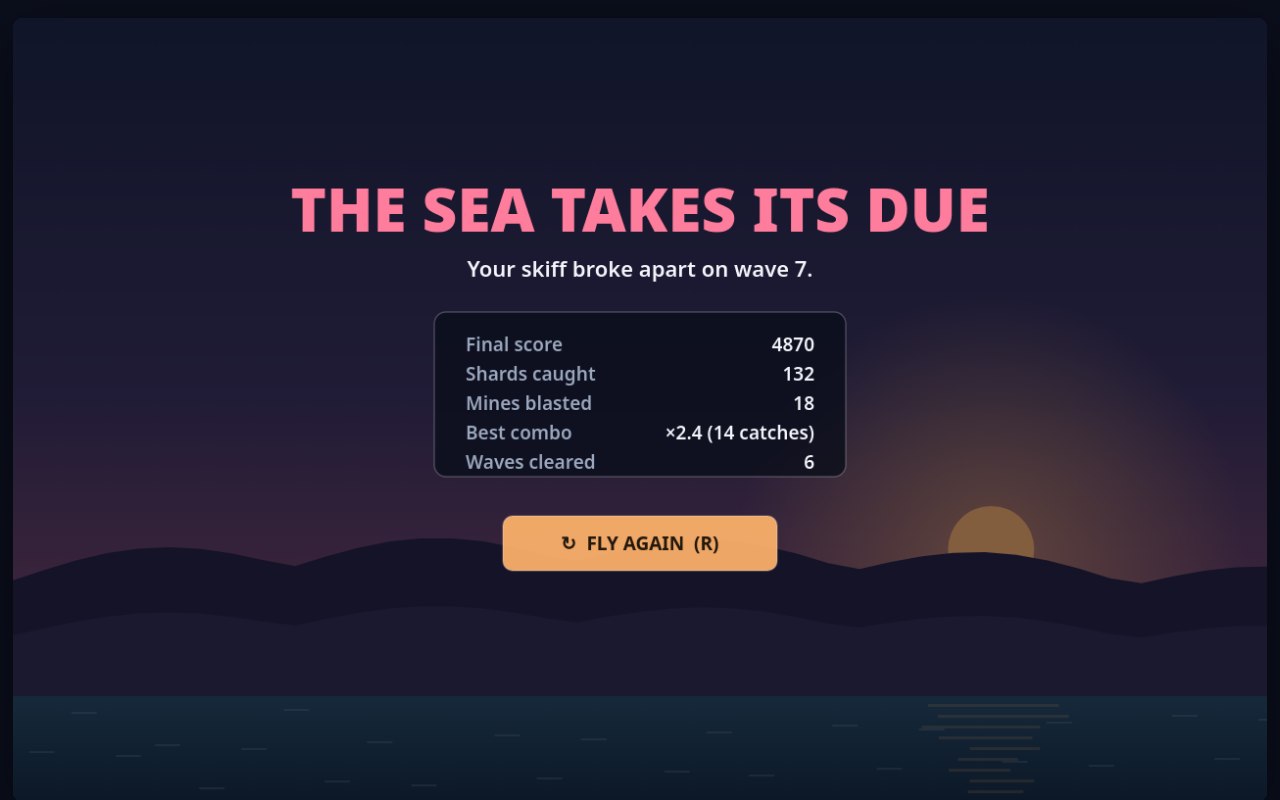 THE SEA TAKES ITS DUE
Your skiff broke apart on wave 7.
Final score 4870
Shards caught 132
Mines blasted 18
Best combo ×2.4 (14 catches)
Waves cleared 6
↻ FLY AGAIN (R)